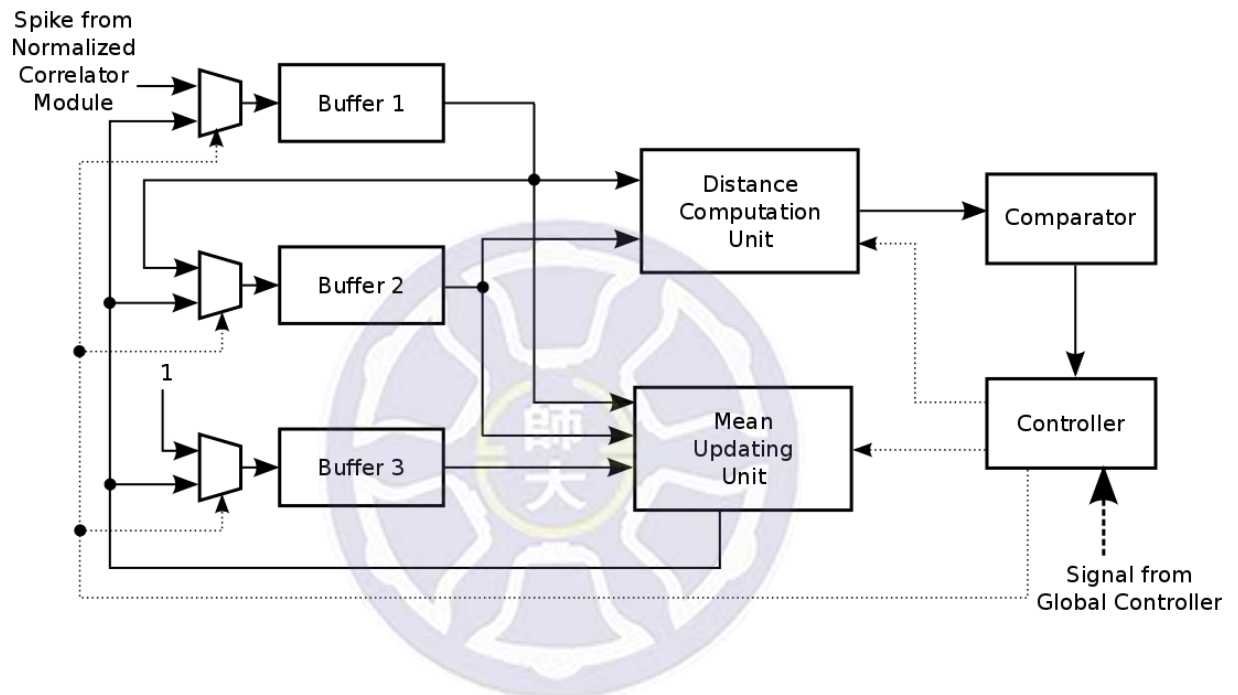 Spike from
Normalized
Correlator
Module
Buffer 1
Distance
Computation
Unit
Comparator
Buffer 2
1
Buffer 3
師
大
Mean
Updating
Unit
Controller
Signal from
Global Controller